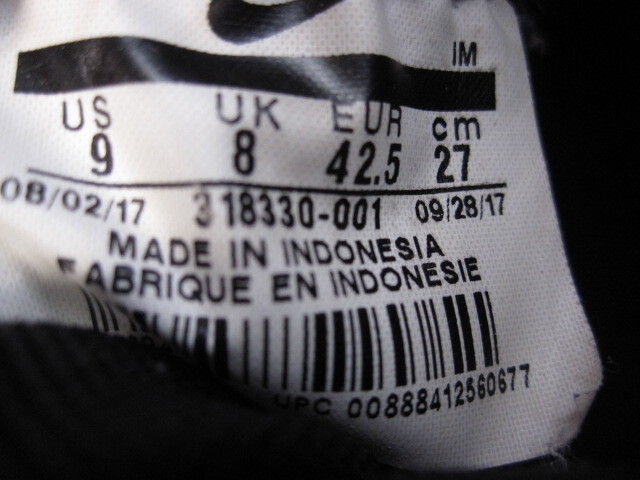 IM
US UK EUR cm
9 8 42.5 27
08/02/17 318330-001 09/28/17
MADE IN INDONESIA
FABRIQUE EN INDONESIE
UPC 00888412560677